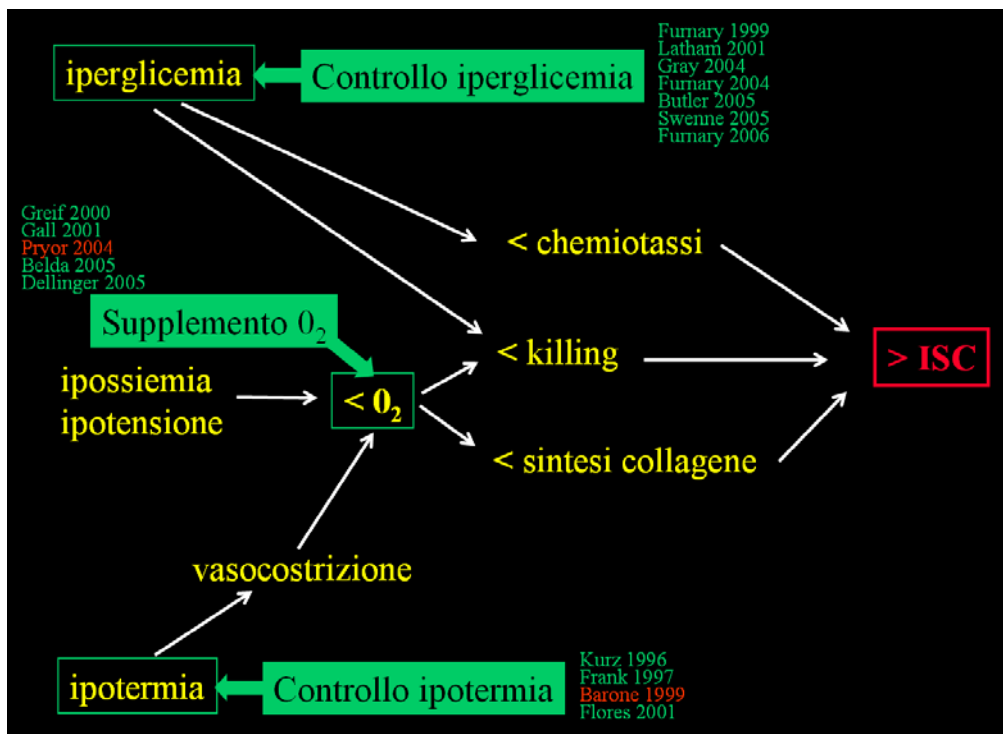 iperglicemia
Controllo iperglicemia
Furnary 1999
Latham 2001
Gray 2004
Furnary 2004
Butler 2005
Swenne 2005
Furnary 2006
Greif 2000
Gall 2001
Pryor 2004
Belda 2005
Dellinger 2005
< chemiotassi
Supplemento 0₂
< killing
> ISC
ipossiemia
ipotensione
< 0₂
< sintesi collagene
vasocostrizione
ipotermia
Controllo ipotermia
Kurz 1996
Frank 1997
Barone 1999
Flores 2001